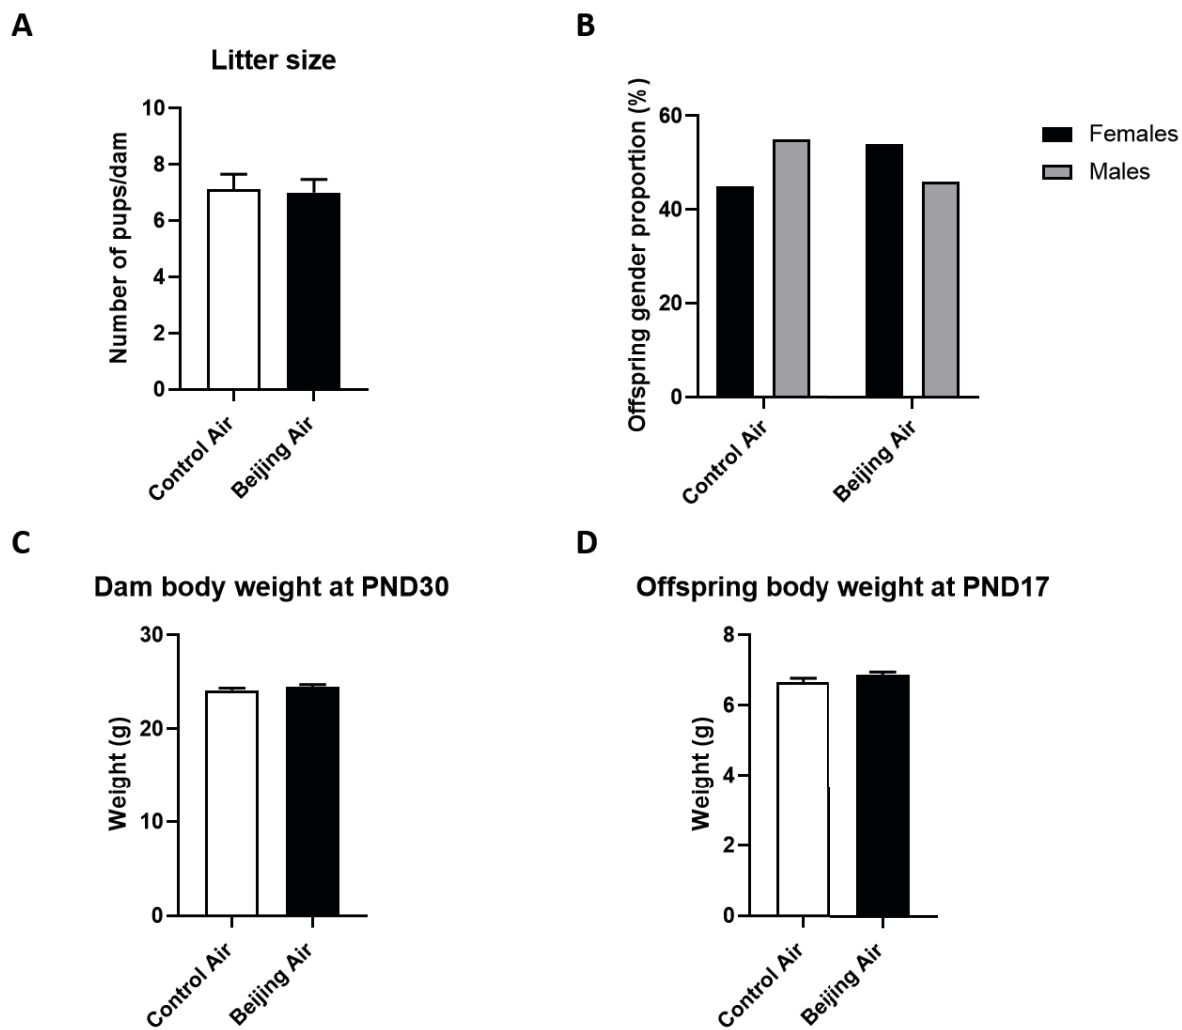 A
Litter size
Number of pups/dam
10
8
6
4
2
0
Control Air
Beijing Air
B
Offspring gender proportion (%)
60
40
20
0
Control Air
Beijing Air
Females
Males
C
Dam body weight at PND30
Weight (g)
30
20
10
0
Control Air
Beijing Air
D
Offspring body weight at PND17
Weight (g)
8
6
4
2
0
Control Air
Beijing Air